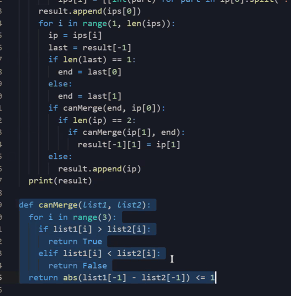 ips[i] = [[int(part) for part in ip[0].split('.
result.append(ips[0])
for i in range(1, len(ips)):
ip = ips[i]
last = result[-1]
if len(last) == 1:
end = last[0]
else:
end = last[1]
if canMerge(end, ip[0]):
if len(ip) == 2:
if canMerge(ip[1], end):
result[-1][1] = ip[1]
else:
result.append(ip)
print(result)
def canMerge(list1, list2):
for i in range(3):
if list1[i] > list2[i]:
return True
elif list1[i] < list2[i]:
return False
return abs(list1[-1] - list2[-1]) <= 1